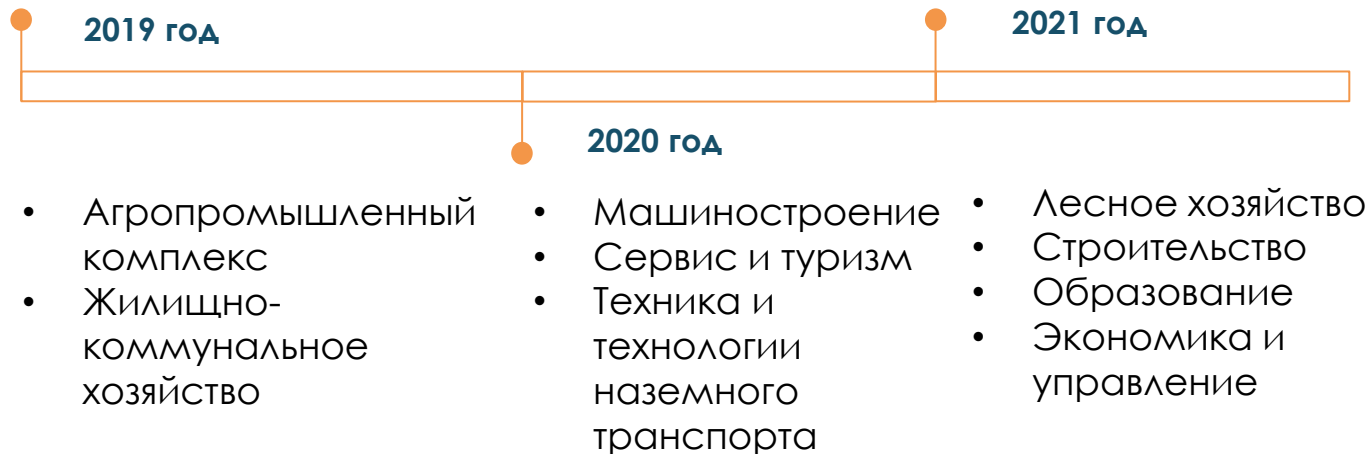 2019 год
2021 год
2020 год
• Агропромышленный
комплекс
• Жилищно-
коммунальное
хозяйство
• Машиностроение
• Сервис и туризм
• Техника и
технологии
наземного
транспорта
• Лесное хозяйство
• Строительство
• Образование
• Экономика и
управление